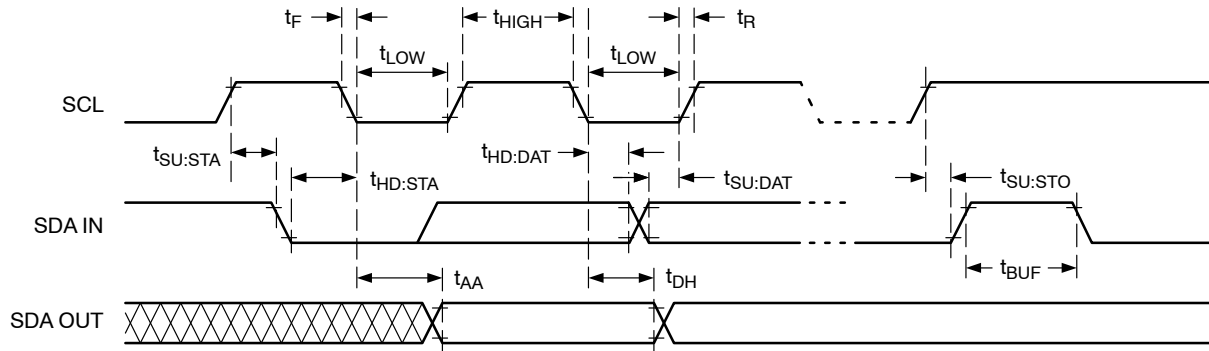 tF tHIGH tR
tLOW tLOW
SCL
tSU:STA tHD:STA tHD:DAT tSU:DAT tSU:STO
SDA IN
tBUF
tAA tDH
SDA OUT